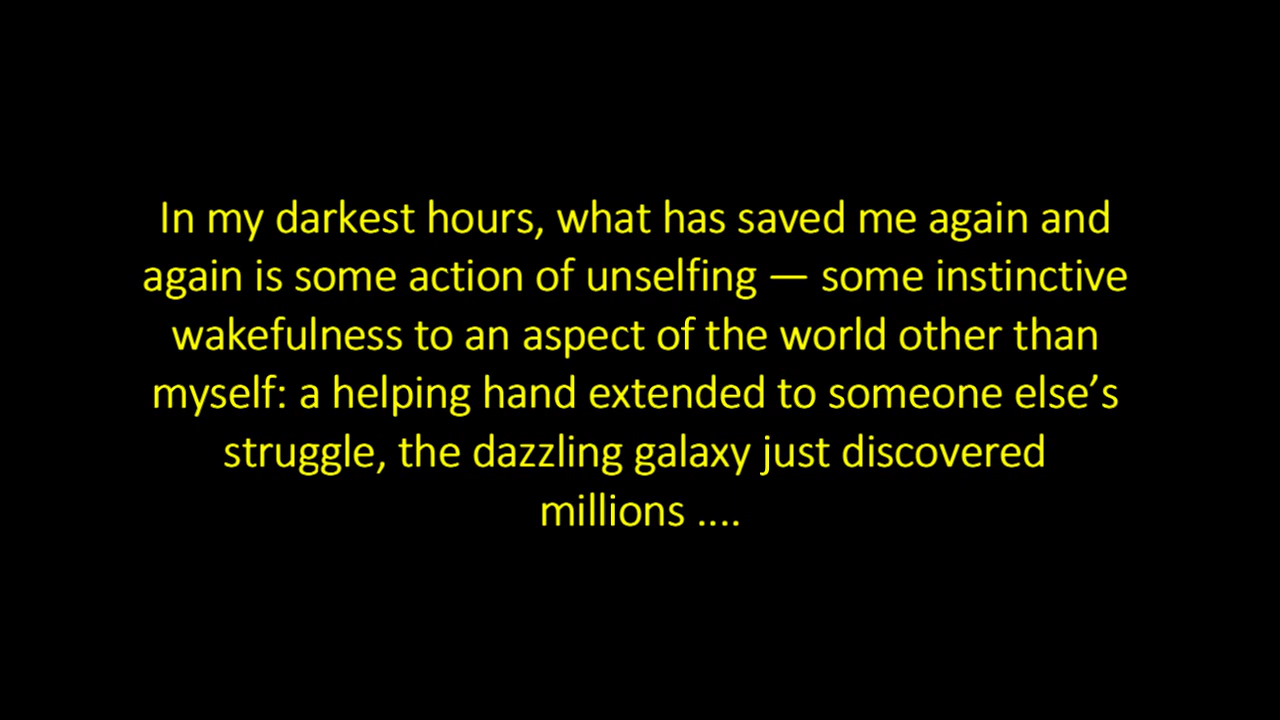 In my darkest hours, what has saved me again and
again is some action of unselfing — some instinctive
wakefulness to an aspect of the world other than
myself: a helping hand extended to someone else’s
struggle, the dazzling galaxy just discovered
millions ....